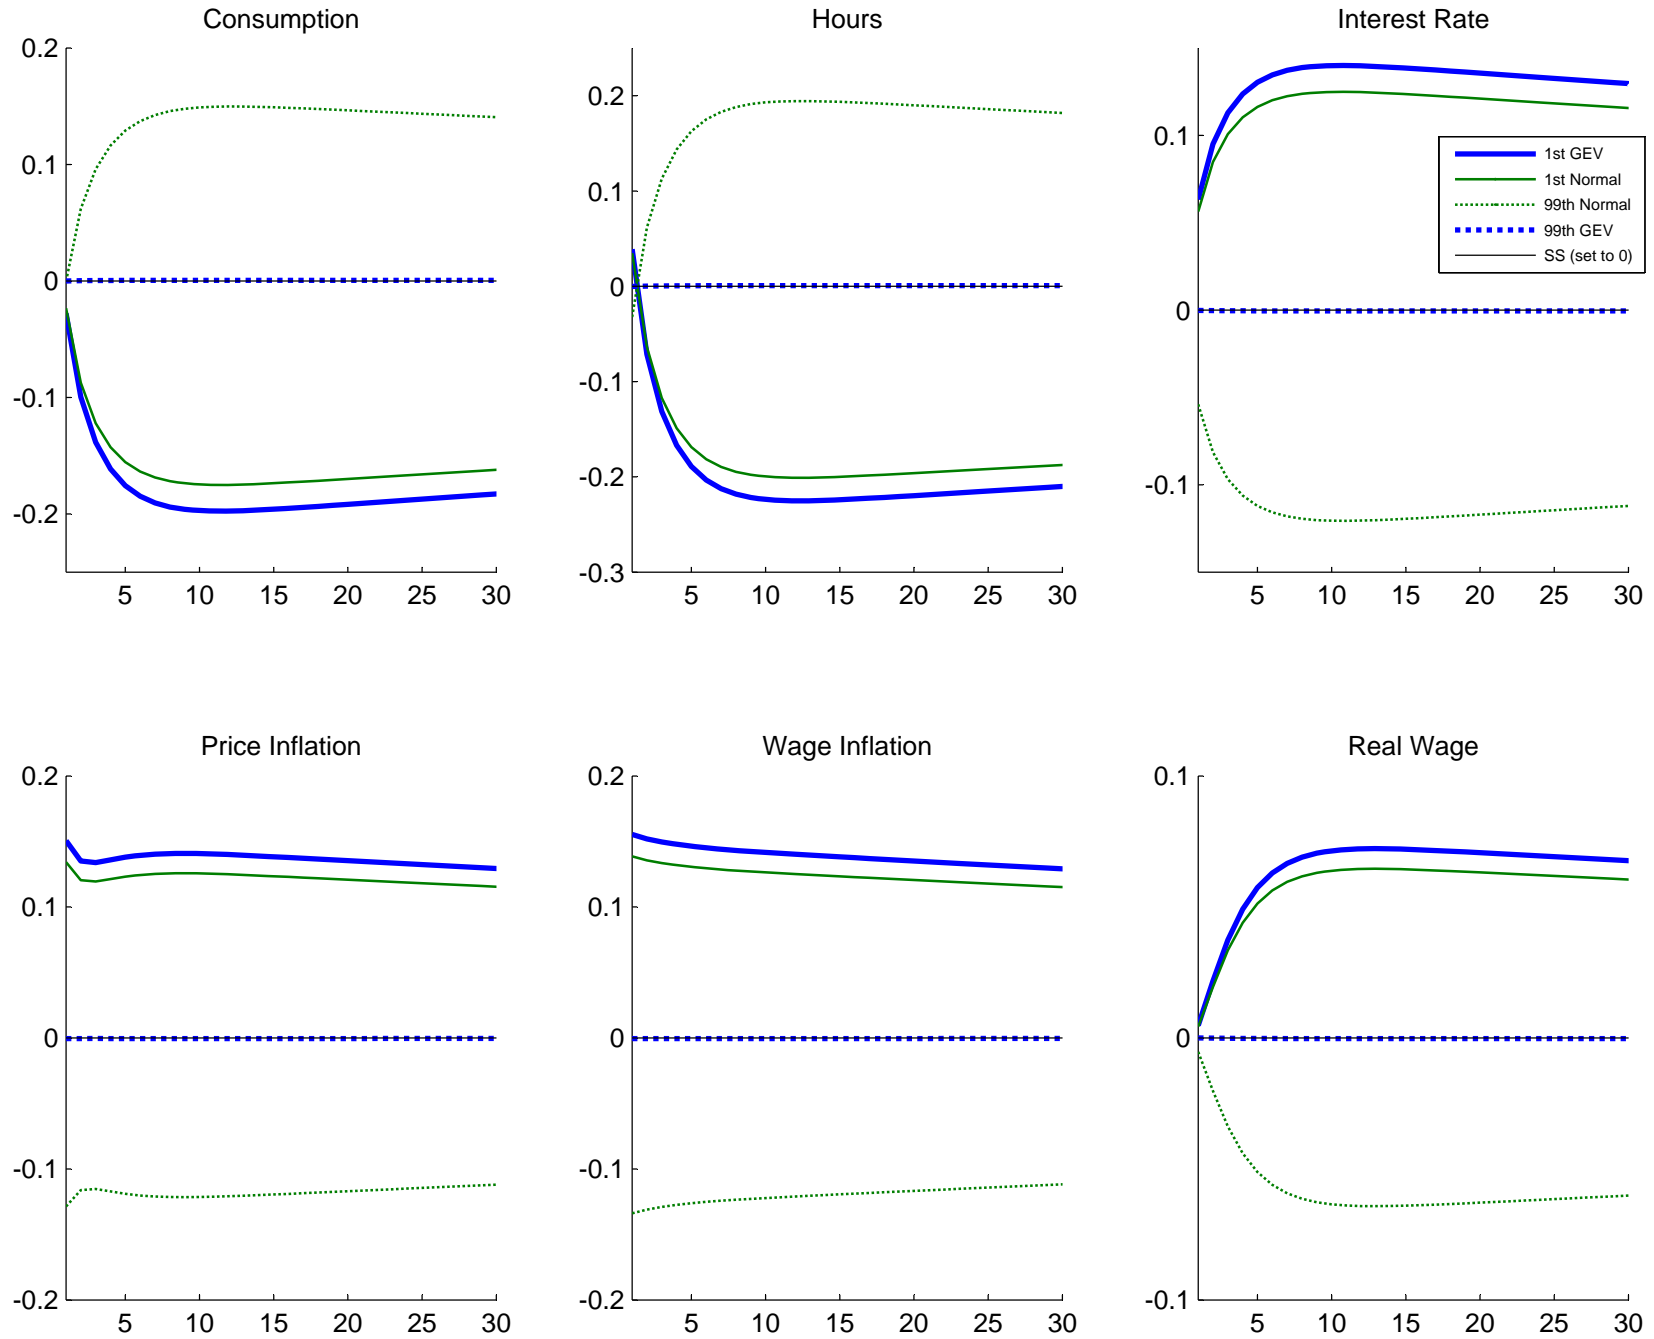 Consumption
0.2
0.1
0
-0.1
-0.2
5 10 15 20 25 30
Hours
0.2
0.1
0
-0.1
-0.2
-0.3
5 10 15 20 25 30
Interest Rate
0.1
0
-0.1
5 10 15 20 25 30
1st GEV
1st Normal
99th Normal
99th GEV
SS (set to 0)
Price Inflation
0.2
0.1
0
-0.1
-0.2
5 10 15 20 25 30
Wage Inflation
0.2
0.1
0
-0.1
-0.2
5 10 15 20 25 30
Real Wage
0.1
0
-0.1
5 10 15 20 25 30